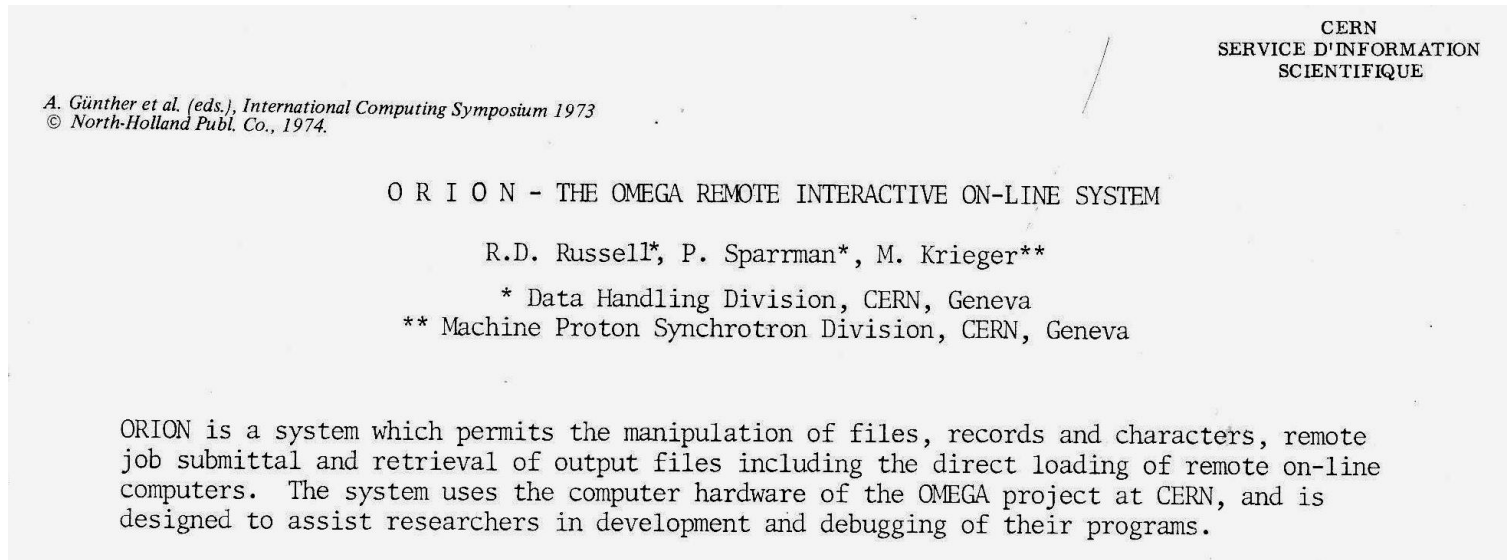 CERN
SERVICE D'INFORMATION
SCIENTIFIQUE
A. Günther et al. (eds.), International Computing Symposium 1973
© North-Holland Publ. Co., 1974.
O R I O N - THE OMEGA REMOTE INTERACTIVE ON-LINE SYSTEM
R.D. Russell*, P. Sparrman*, M. Krieger**
* Data Handling Division, CERN, Geneva
** Machine Proton Synchrotron Division, CERN, Geneva
ORION is a system which permits the manipulation of files, records and characters, remote
job submittal and retrieval of output files including the direct loading of remote on-line
computers. The system uses the computer hardware of the OMEGA project at CERN, and is
designed to assist researchers in development and debugging of their programs.